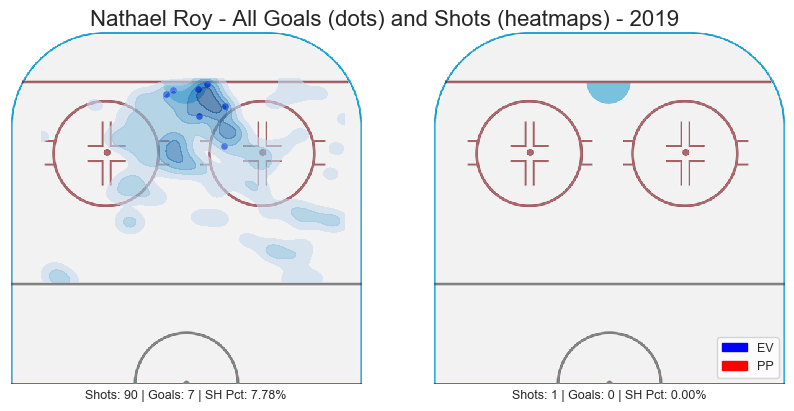 Nathael Roy - All Goals (dots) and Shots (heatmaps) - 2019
EV
PP
Shots: 90 | Goals: 7 | SH Pct: 7.78%
Shots: 1 | Goals: 0 | SH Pct: 0.00%